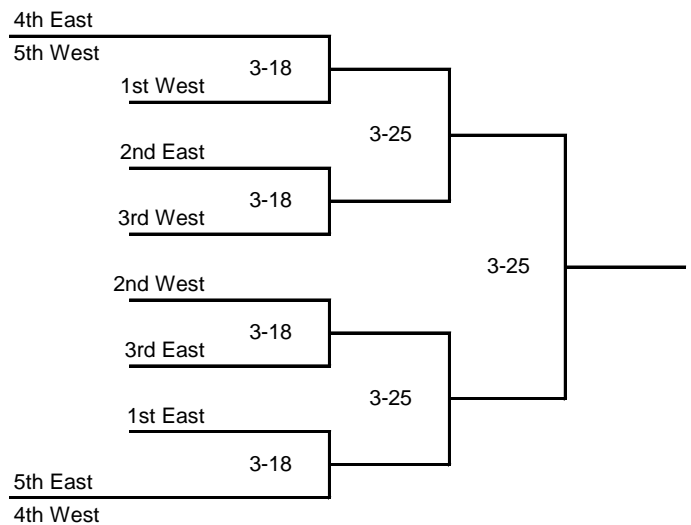 4th East
5th West
3-18
1st West
3-25
2nd East
3-18
3rd West
3-25
2nd West
3-18
3rd East
3-25
1st East
3-18
5th East
4th West